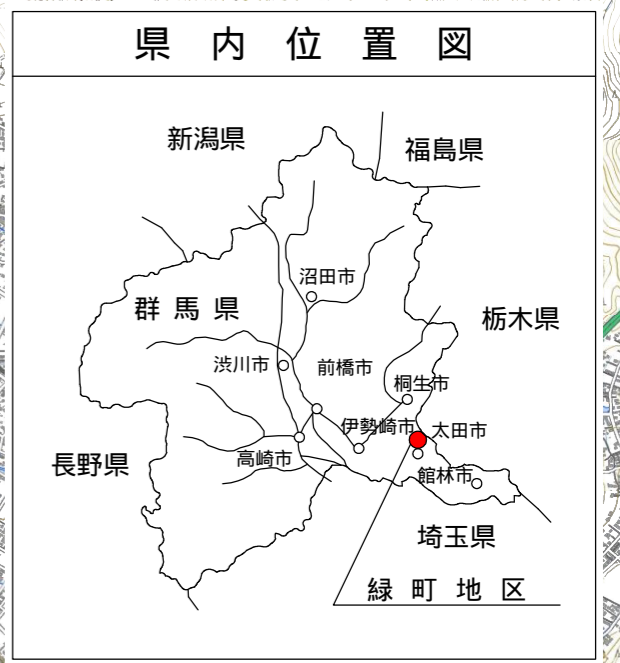 県内位置図
新潟県
福島県
沼田市
群馬県
栃木県
渋川市
前橋市
桐生市
伊勢崎市
太田市
高崎市
長野県
館林市
埼玉県
緑町地区